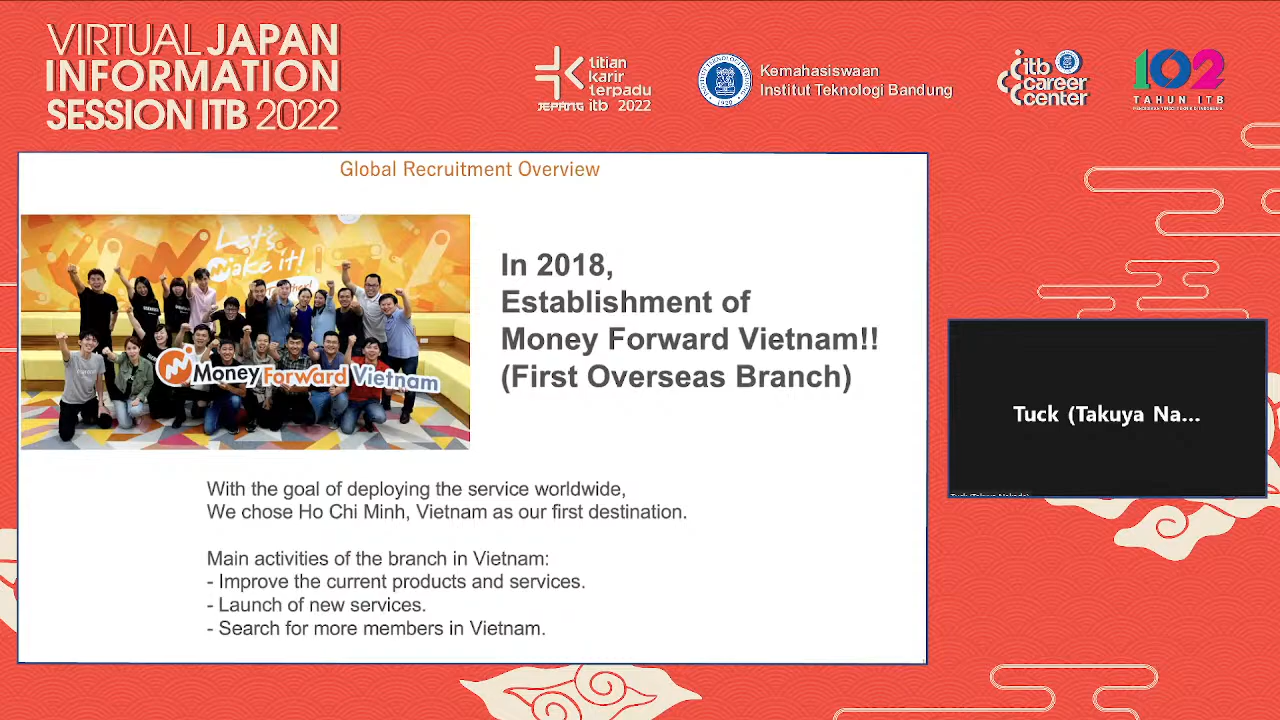 VIRTUAL JAPAN
INFORMATION
SESSION ITB 2022
titian
karir
terpadu
JEPANG itb 2022
Kemahasiswaan
Institut Teknologi Bandung
itb
career
center
102
TAHUN ITB
Global Recruitment Overview
Let's
make it!
In 2018,
Establishment of
Money Forward Vietnam!!
(First Overseas Branch)
Money Forward Vietnam
Tuck (Takuya Na...
With the goal of deploying the service worldwide,
We chose Ho Chi Minh, Vietnam as our first destination.
Main activities of the branch in Vietnam:
- Improve the current products and services.
- Launch of new services.
- Search for more members in Vietnam.